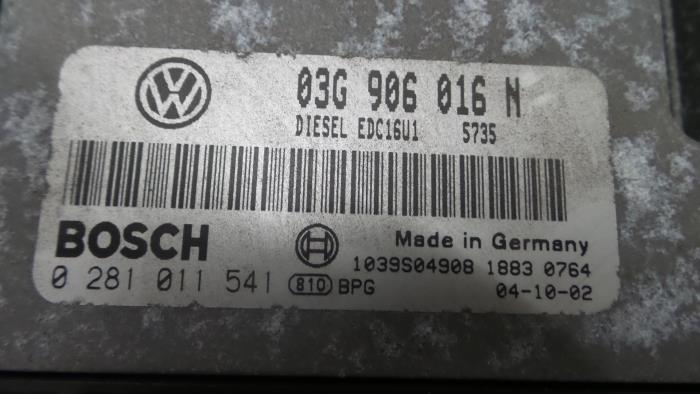 03G 906 016 N
DIESEL EDC16U1 5735
BOSCH
Made in Germany
1039S04908 1883 0764
0 281 011 541 810 BPG 04-10-02